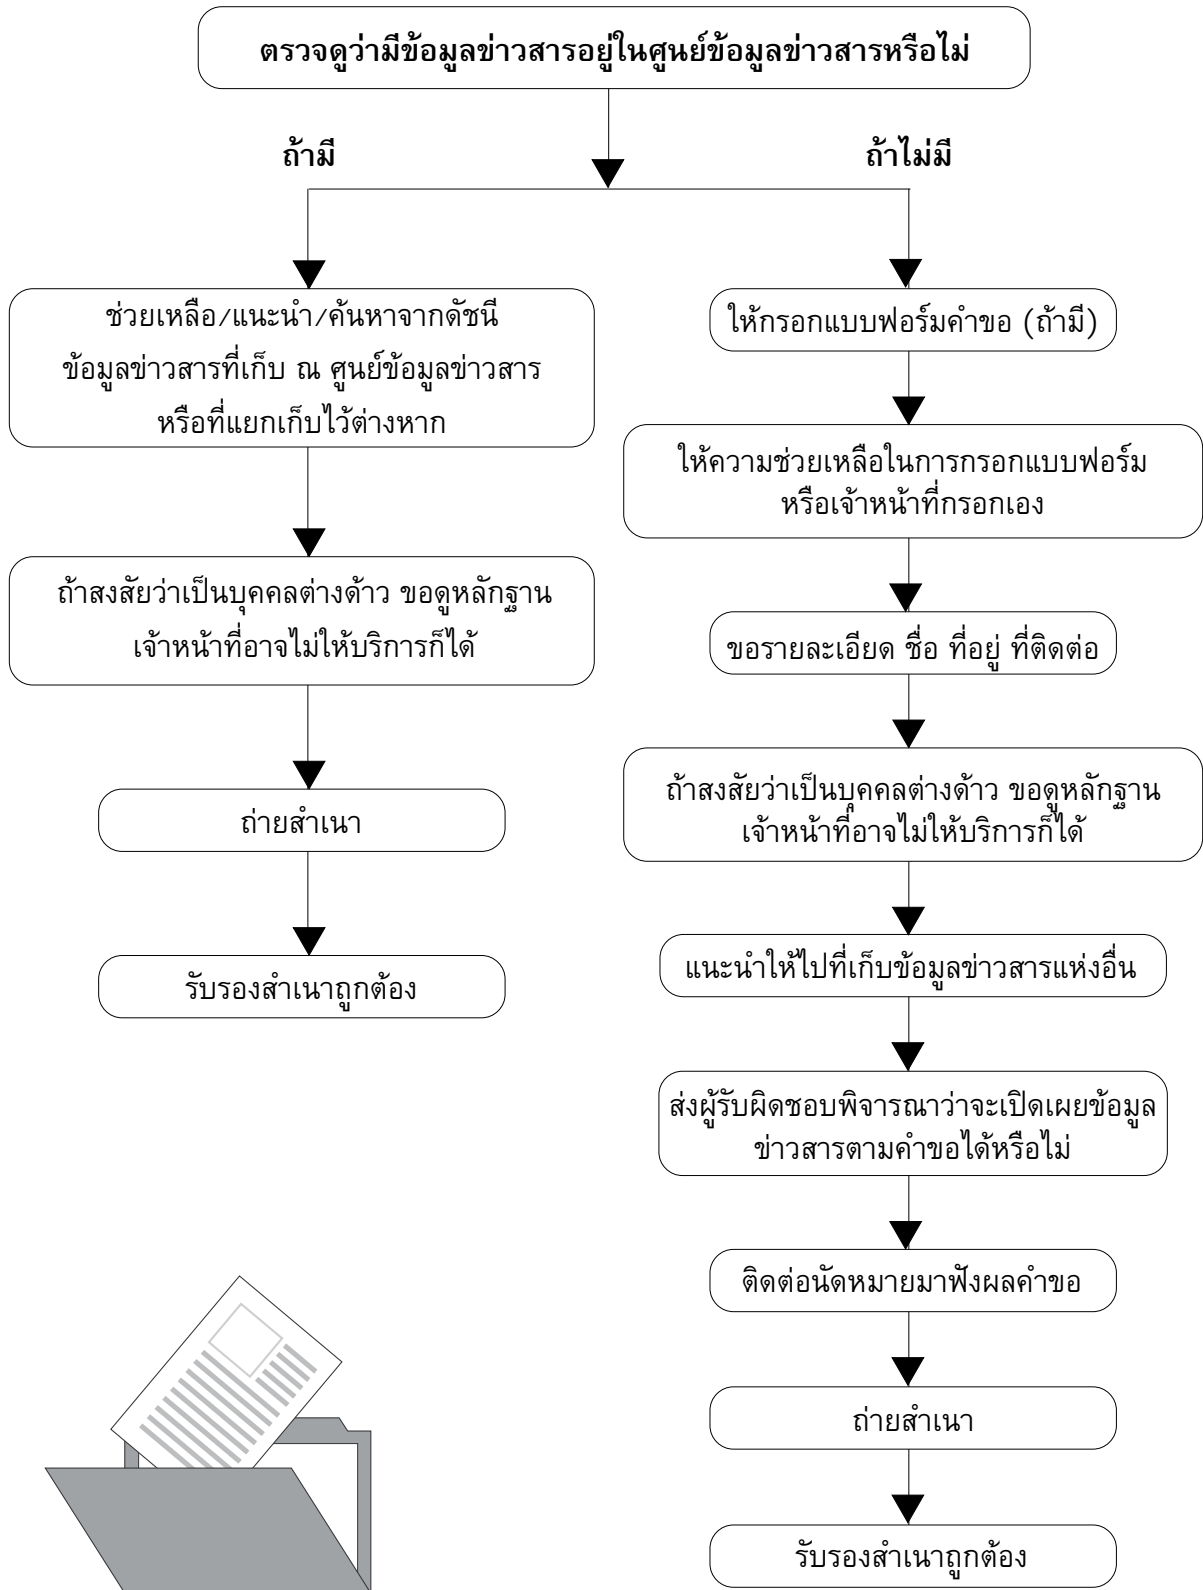 ตรวจดูว่ามีข้อมูลข่าวสารอยู่ในศูนย์ข้อมูลข่าวสารหรือไม่
ถ้ามี
ช่วยเหลือ/แนะนำ/ค้นหาจากดัชนี
ข้อมูลข่าวสารที่เก็บ ณ ศูนย์ข้อมูลข่าวสาร
หรือที่แยกเก็บไว้ต่างหาก
ถ้าสงสัยว่าเป็นบุคคลต่างด้าว ขอดูหลักฐาน
เจ้าหน้าที่อาจไม่ให้บริการก็ได้
ถ่ายสำเนา
รับรองสำเนาถูกต้อง
ถ้าไม่มี
ให้กรอกแบบฟอร์มคำขอ (ถ้ามี)
ให้ความช่วยเหลือในการกรอกแบบฟอร์ม
หรือเจ้าหน้าที่กรอกเอง
ขอรายละเอียด ชื่อ ที่อยู่ ที่ติดต่อ
ถ้าสงสัยว่าเป็นบุคคลต่างด้าว ขอดูหลักฐาน
เจ้าหน้าที่อาจไม่ให้บริการก็ได้
แนะนำให้ไปที่เก็บข้อมูลข่าวสารแห่งอื่น
ส่งผู้รับผิดชอบพิจารณาว่าจะเปิดเผยข้อมูล
ข่าวสารตามคำขอได้หรือไม่
ติดต่อนัดหมายมาฟังผลคำขอ
ถ่ายสำเนา
รับรองสำเนาถูกต้อง